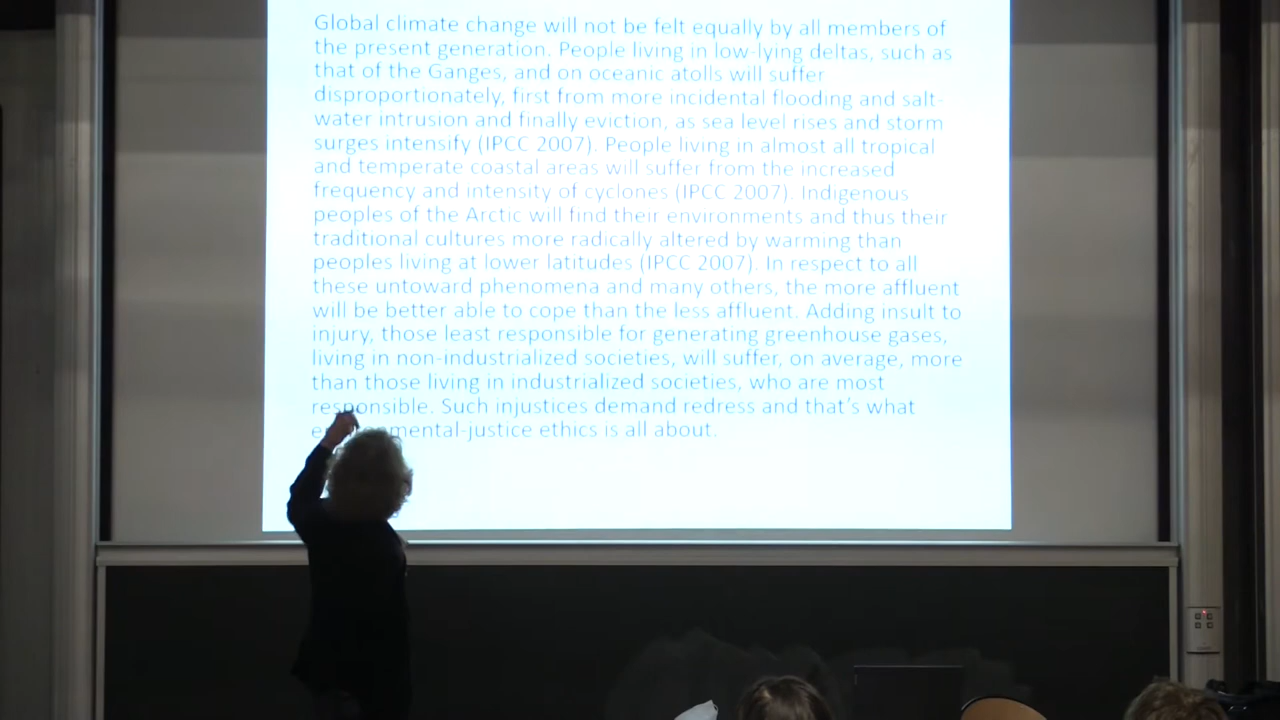 Global climate change will not be felt equally by all members of
the present generation. People living in low-lying deltas, such as
that of the Ganges, and on oceanic atolls will suffer
disproportionately, first from more incidental flooding and salt-
water intrusion and finally eviction, as sea level rises and storm
surges intensify (IPCC 2007). People living in almost all tropical
and temperate coastal areas will suffer from the increased
frequency and intensity of cyclones (IPCC 2007). Indigenous
peoples of the Arctic will find their environments and thus their
traditional cultures more radically altered by warming than
peoples living at lower latitudes (IPCC 2007). In respect to all
these untoward phenomena and many others, the more affluent
will be better able to cope than the less affluent. Adding insult to
injury, those least responsible for generating greenhouse gases,
living in non-industrialized societies, will suffer, on average, more
than those living in industrialized societies, who are most
responsible. Such injustices demand redress and that's what
mental-justice ethics is all about.